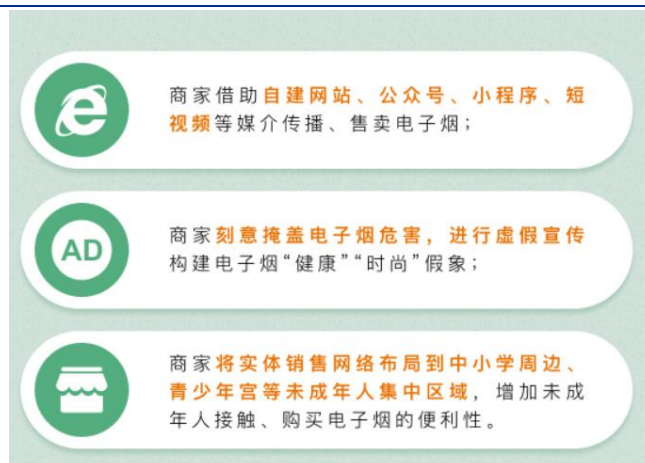 商家借助自建网站、公众号、小程序、短
视频等媒介传播、售卖电子烟；
AD
商家刻意掩盖电子烟危害，进行虚假宣传
构建电子烟“健康”“时尚”假象；
商家将实体销售网络布局到中小学周边、
青少年宫等未成年人集中区域，增加未成
年人接触、购买电子烟的便利性。